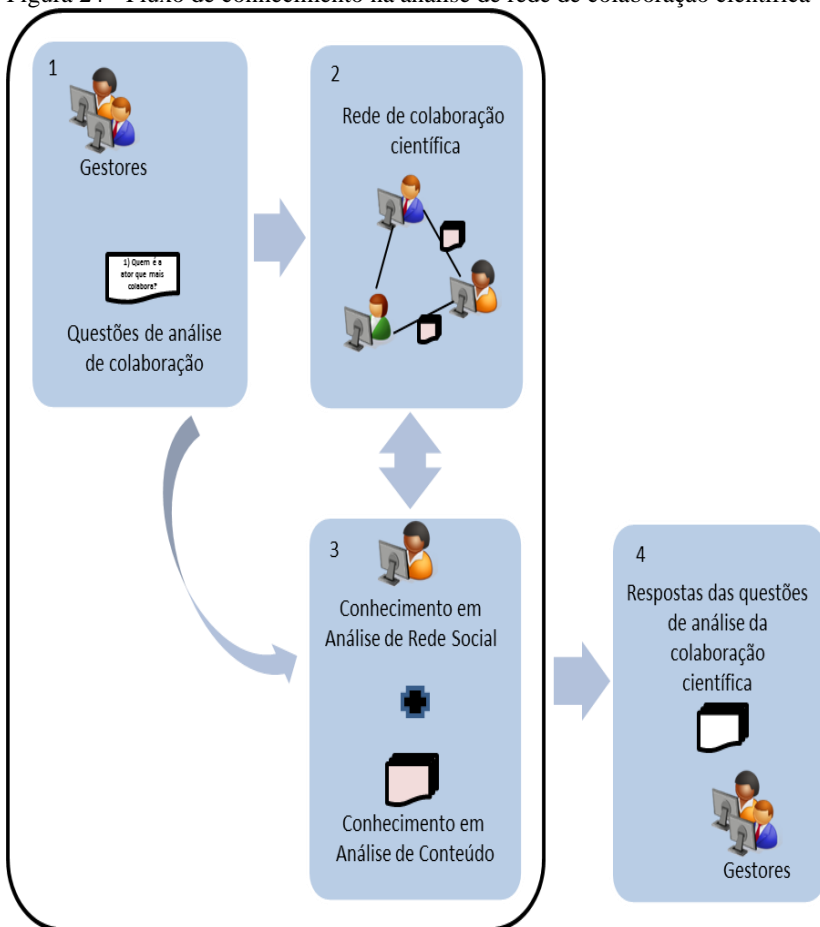 Figura 24 - Fluxo de conhecimento na análise de rede de colaboração científica
1
Gestores
1) Quem é a
ator que mais
colabora?
Questões de análise
de colaboração
2
Rede de colaboração
científica
3
Conhecimento em
Análise de Rede Social
Conhecimento em
Análise de Conteúdo
4
Respostas das questões
de análise da
colaboração
científica
Gestores